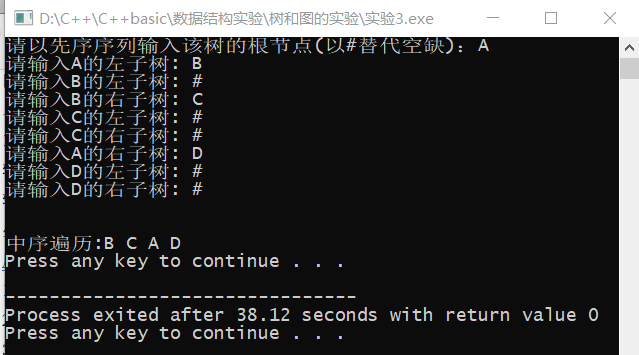 D:\C++\C++basic\数据结构实验\树和图的实验\实验3.exe
请以先序序列输入该树的根节点(以#替代空缺): A
请输入A的左子树: B
请输入B的左子树: #
请输入B的右子树: C
请输入C的左子树: #
请输入C的右子树: #
请输入A的右子树: D
请输入D的左子树: #
请输入D的右子树: #
中序遍历:B C A D
Press any key to continue . . .
--------------------------------
Process exited after 38.12 seconds with return value 0
Press any key to continue . . .